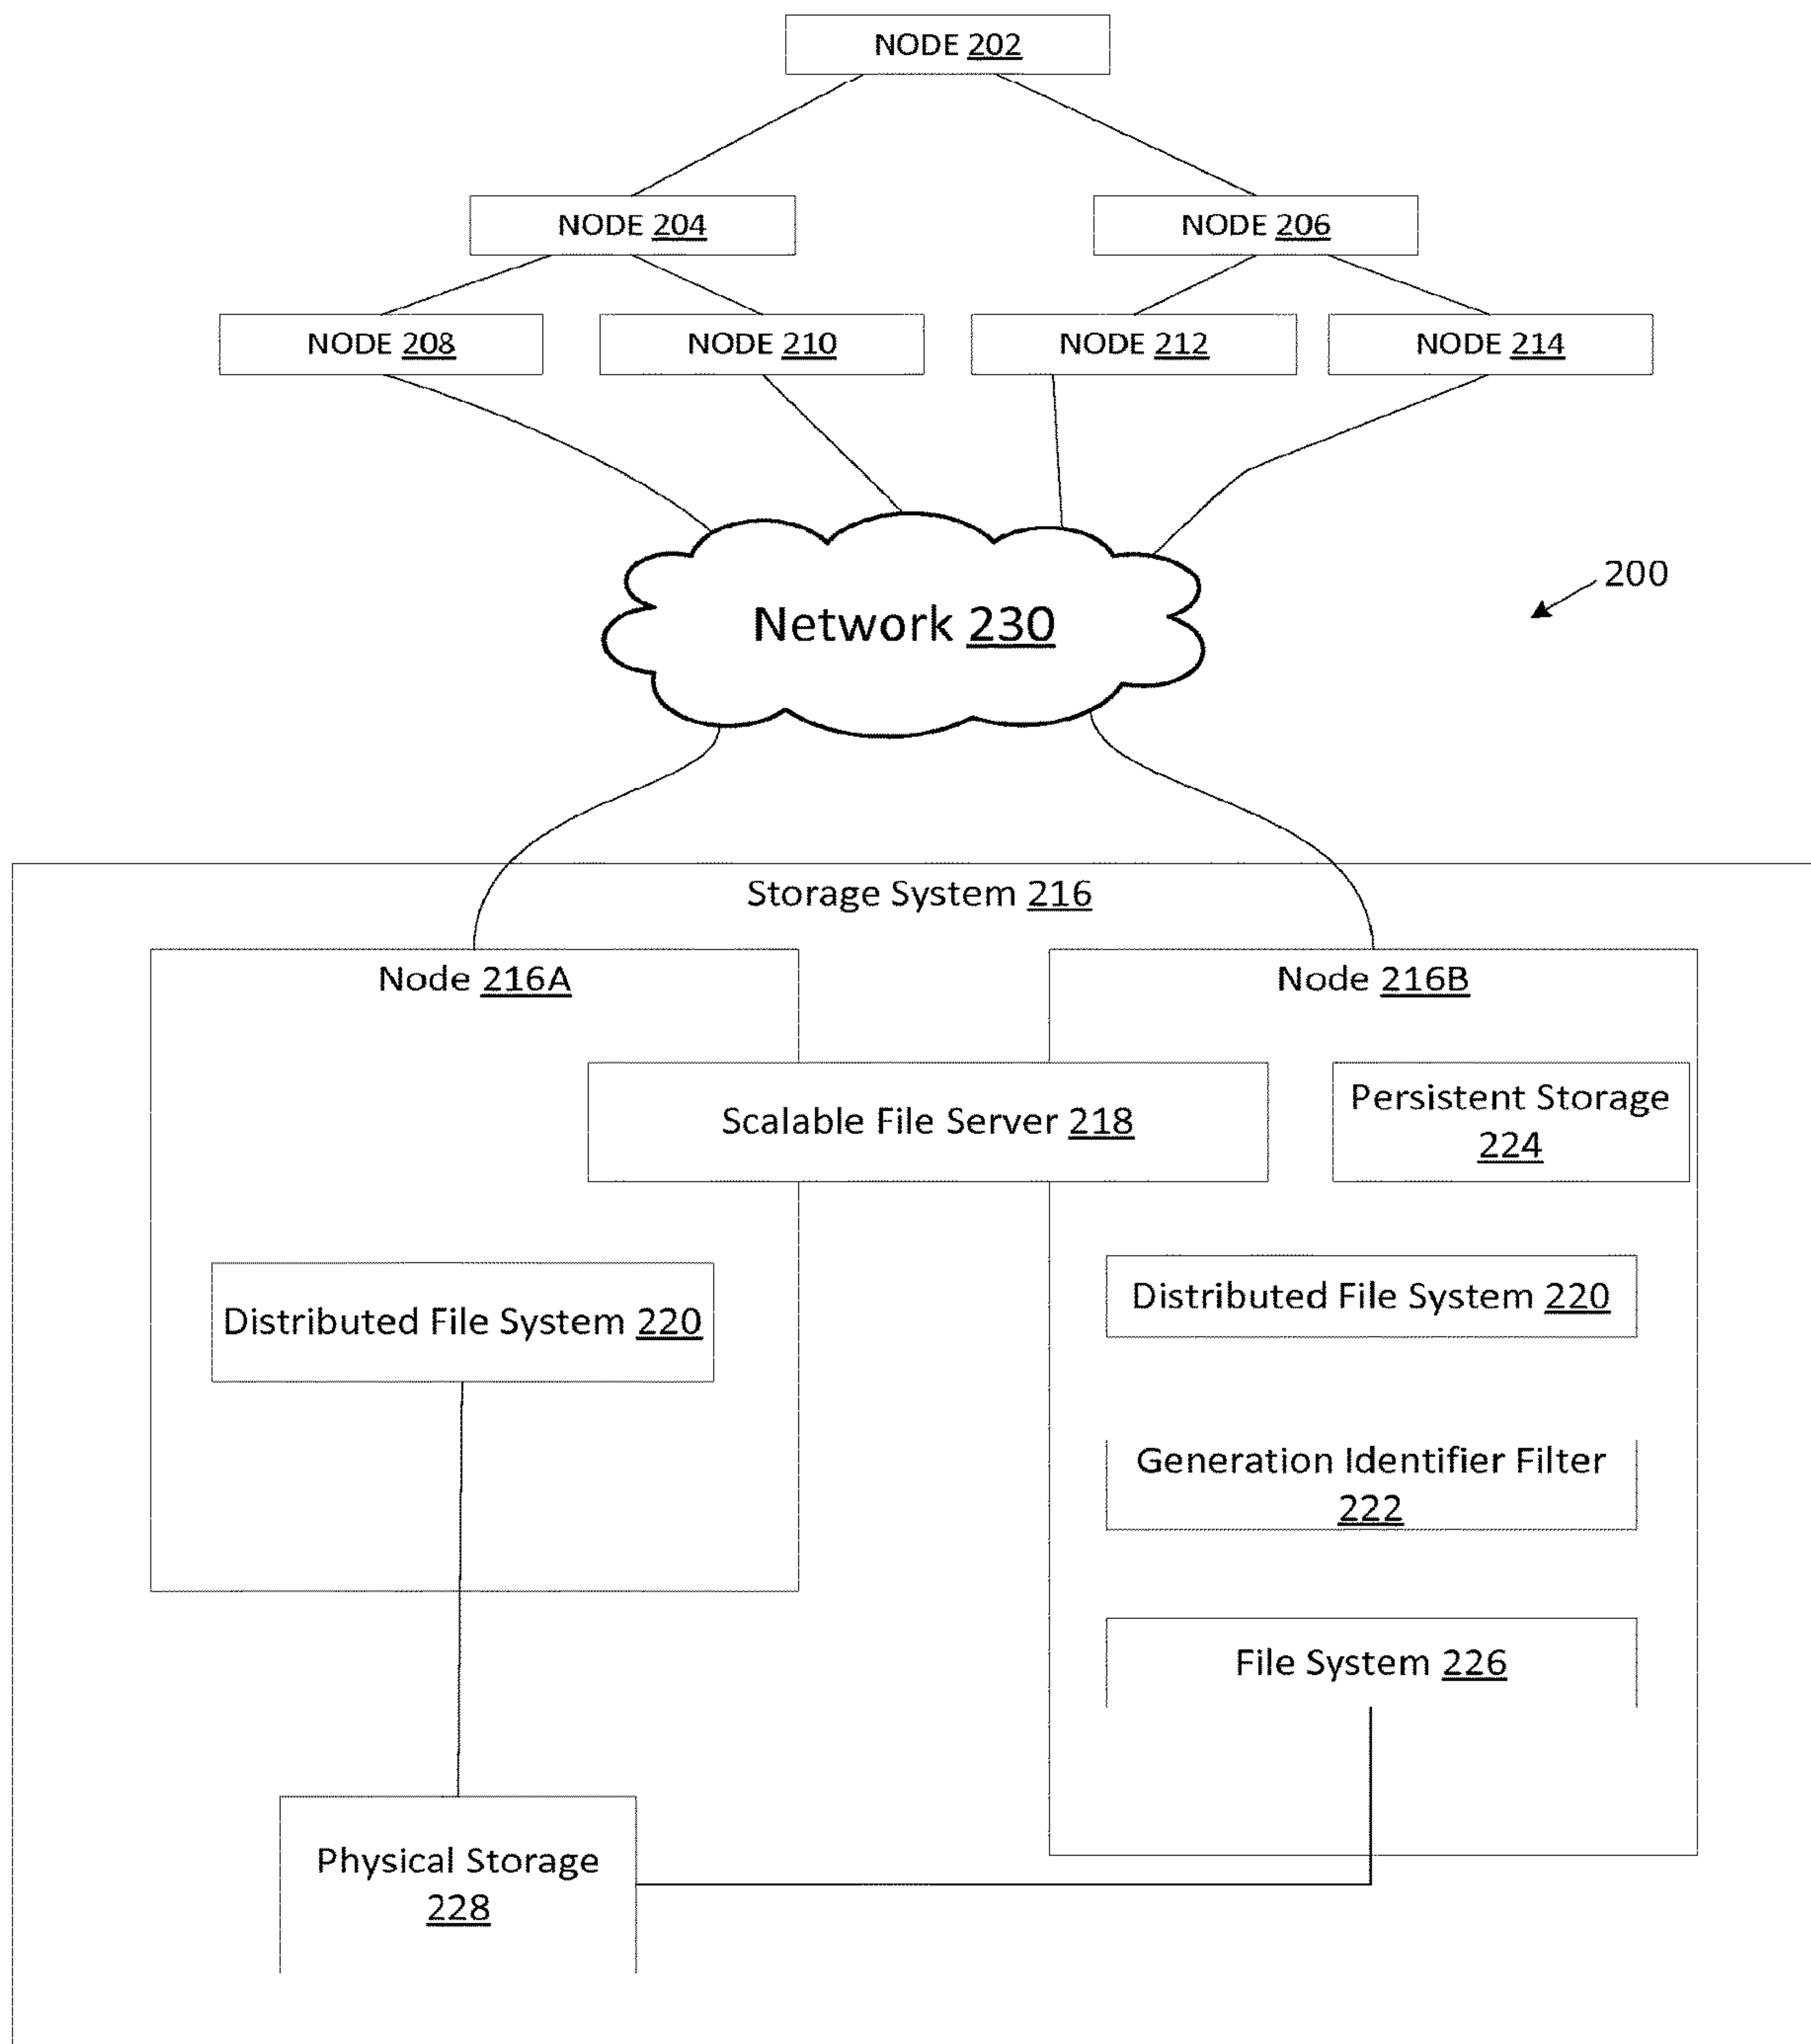 NODE 202
NODE 204
NODE 206
NODE 208
NODE 210
NODE 212
NODE 214
Network 230
200
Storage System 216
Node 216A
Node 216B
Scalable File Server 218
Persistent Storage
224
Distributed File System 220
Distributed File System 220
Generation Identifier Filter
222
File System 226
Physical Storage
228